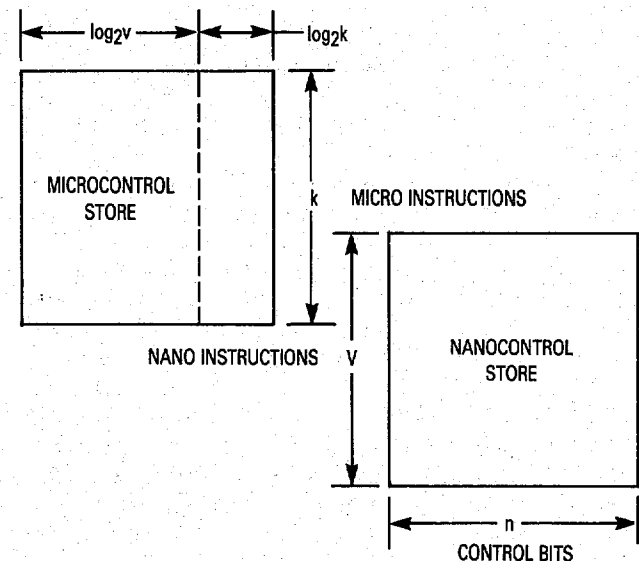 log₂v
log₂k
MICROCONTROL
STORE
k
MICRO INSTRUCTIONS
NANO INSTRUCTIONS
V
NANOCONTROL
STORE
n
CONTROL BITS